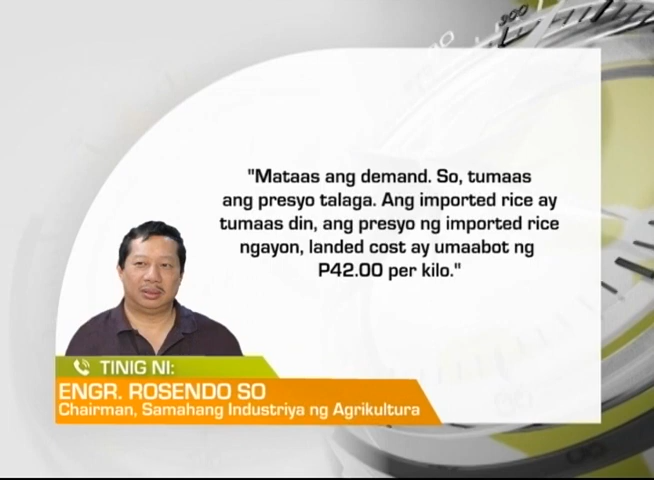 300
"Mataas ang demand. So, tumaas
ang presyo talaga. Ang imported rice ay
tumaas din, ang presyo ng imported rice
ngayon, landed cost ay umaabot ng
P42.00 per kilo."
TINIG NI:
ENGR. ROSENDO SO
Chairman, Samahang Industriya ng Agrikultura